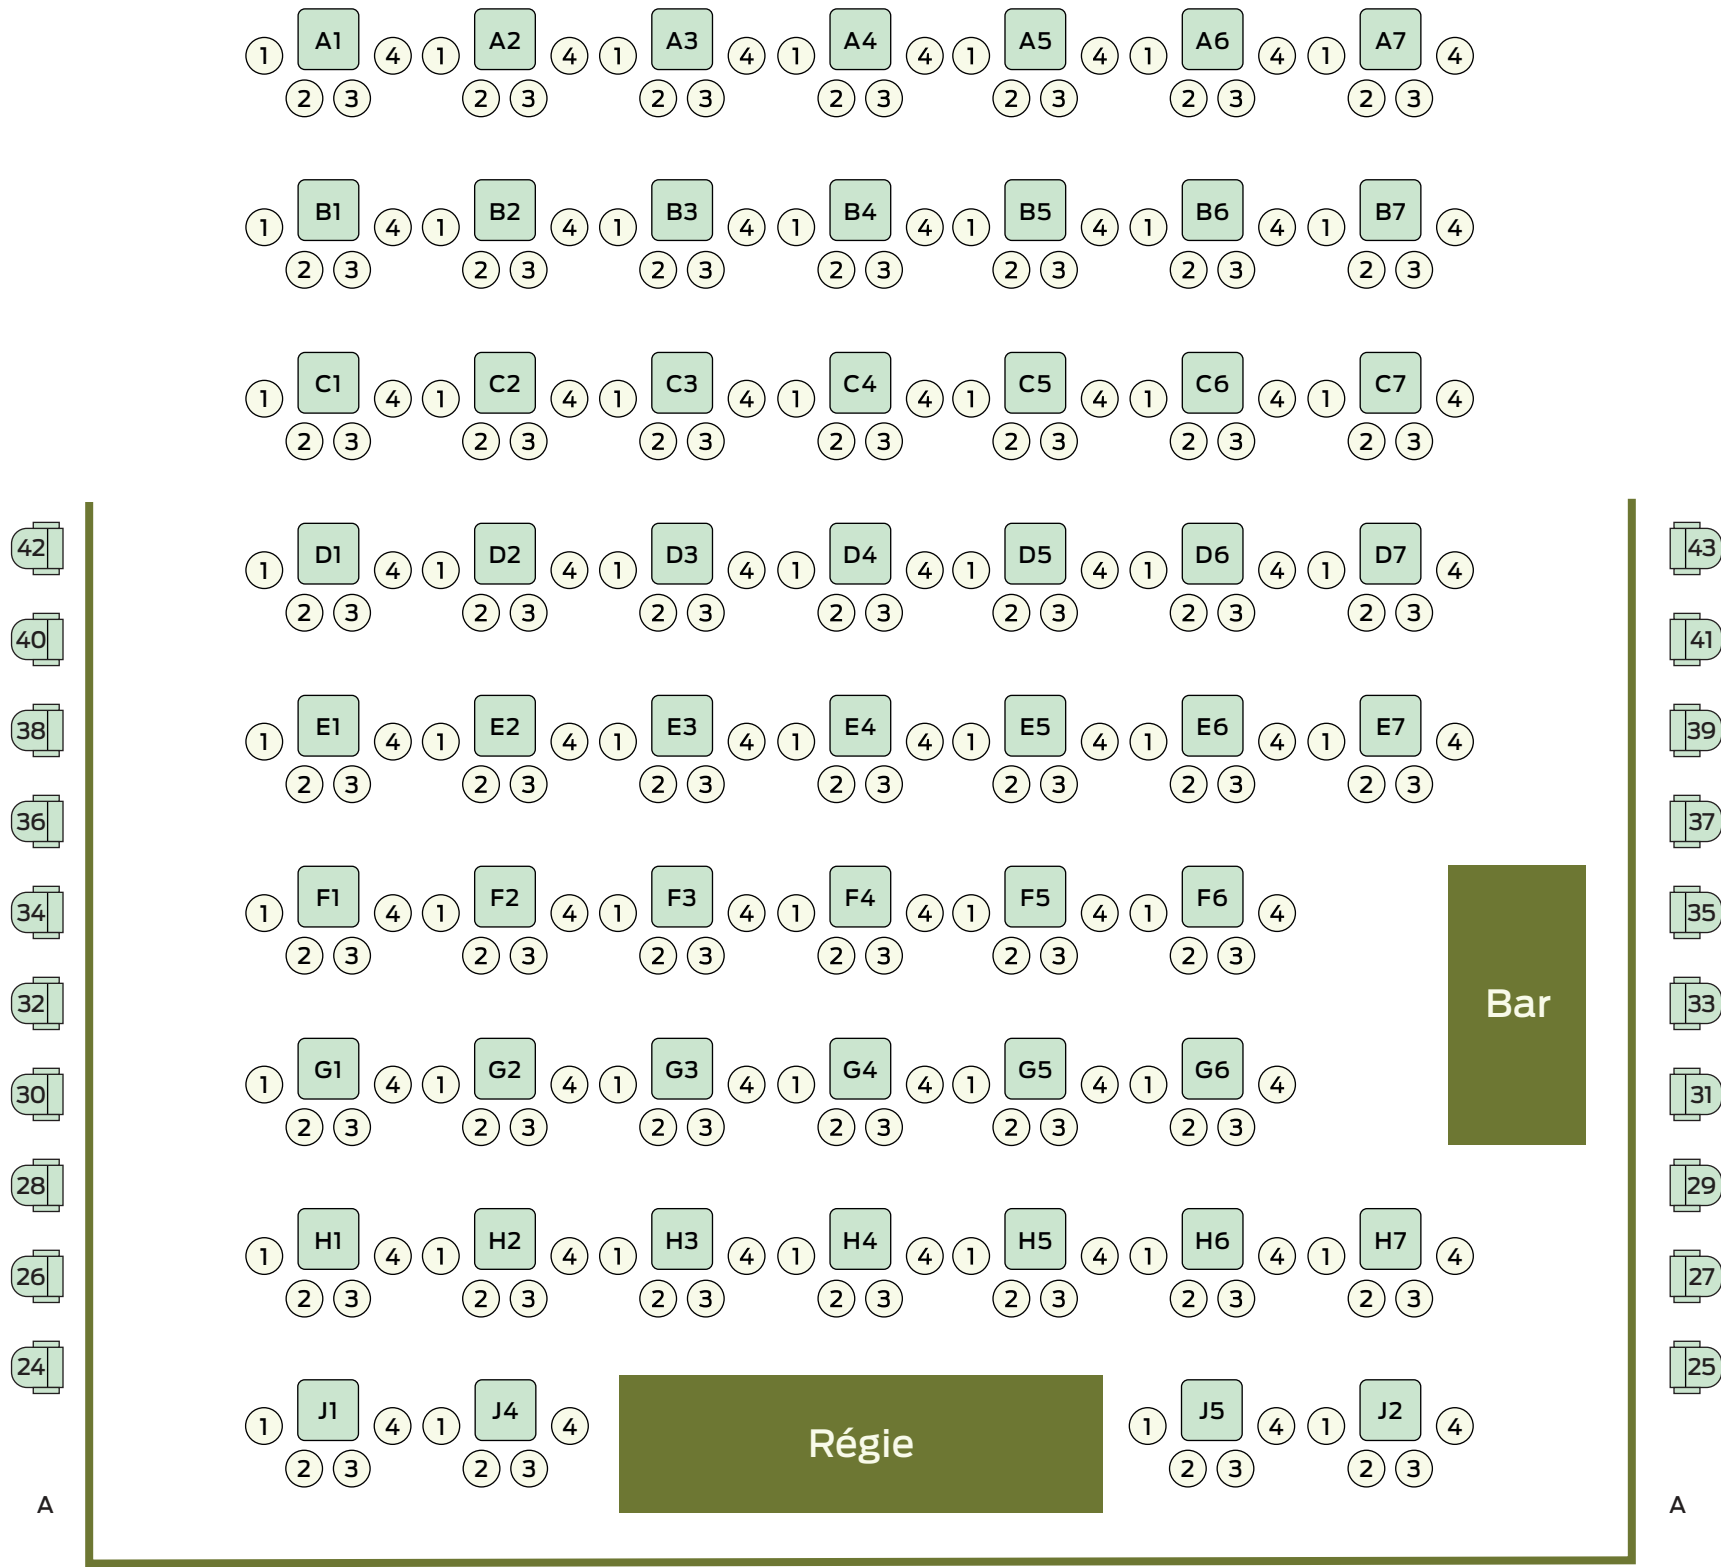 A1 A2 A3 A4 A5 A6 A7
1 4 1 4 1 4 1 4 1 4 1 4 1 4
2 3 2 3 2 3 2 3 2 3 2 3 2 3
B1 B2 B3 B4 B5 B6 B7
1 4 1 4 1 4 1 4 1 4 1 4 1 4
2 3 2 3 2 3 2 3 2 3 2 3 2 3
C1 C2 C3 C4 C5 C6 C7
1 4 1 4 1 4 1 4 1 4 1 4 1 4
2 3 2 3 2 3 2 3 2 3 2 3 2 3
42 D1 D2 D3 D4 D5 D6 D7 43
1 4 1 4 1 4 1 4 1 4 1 4 1 4
2 3 2 3 2 3 2 3 2 3 2 3 2 3
40 41
38 E1 E2 E3 E4 E5 E6 E7 39
1 4 1 4 1 4 1 4 1 4 1 4 1 4
2 3 2 3 2 3 2 3 2 3 2 3 2 3
36 37
34 F1 F2 F3 F4 F5 F6 35
1 4 1 4 1 4 1 4 1 4 1 4
2 3 2 3 2 3 2 3 2 3 2 3
32 Bar 33
30 G1 G2 G3 G4 G5 G6 31
1 4 1 4 1 4 1 4 1 4 1 4
2 3 2 3 2 3 2 3 2 3 2 3
28 29
H1 H2 H3 H4 H5 H6 H7
1 4 1 4 1 4 1 4 1 4 1 4 1 4
26 27
2 3 2 3 2 3 2 3 2 3 2 3 2 3
24 25
J1 J4 J5 J2
1 4 1 4 1 4 1 4
Régie
2 3 2 3 2 3 2 3
A A